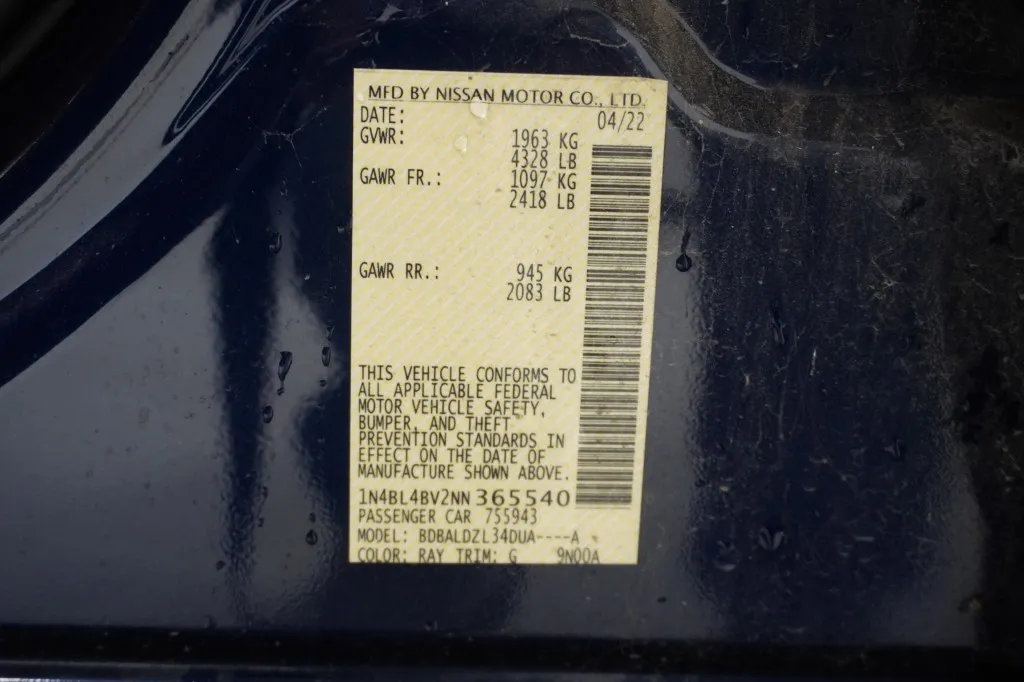 MFD BY NISSAN MOTOR CO., LTD.
DATE: 04/22
GVWR: 1963 KG
4328 LB
GAWR FR.: 1097 KG
2418 LB
GAWR RR.: 945 KG
2083 LB
THIS VEHICLE CONFORMS TO
ALL APPLICABLE FEDERAL
MOTOR VEHICLE SAFETY,
BUMPER, AND THEFT
PREVENTION STANDARDS IN
EFFECT ON THE DATE OF
MANUFACTURE SHOWN ABOVE.
1N4BL4BV2NN365540
PASSENGER CAR 755943
MODEL: BDBALDZL34DUA----A
COLOR: RAY TRIM: G 9N00A